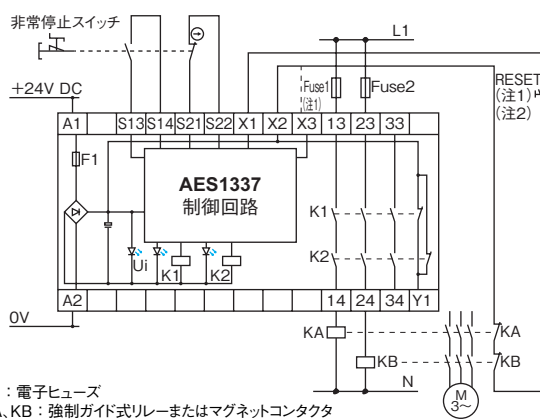 非常停止スイッチ
L1
+24V DC
Fuse1
(注1)
Fuse2
RESET
(注1)
(注2)
A1 S13 S14 S21 S22 X1 X2 X3 13 23 33
F1
AES1337
制御回路
K1
K2
Ui K1 K2
A2 14 24 34 Y1
0V
KA KA
KB KB
N
M
3~
：電子ヒューズ
、KB：強制ガイド式リレーまたはマグネットコンタクタ